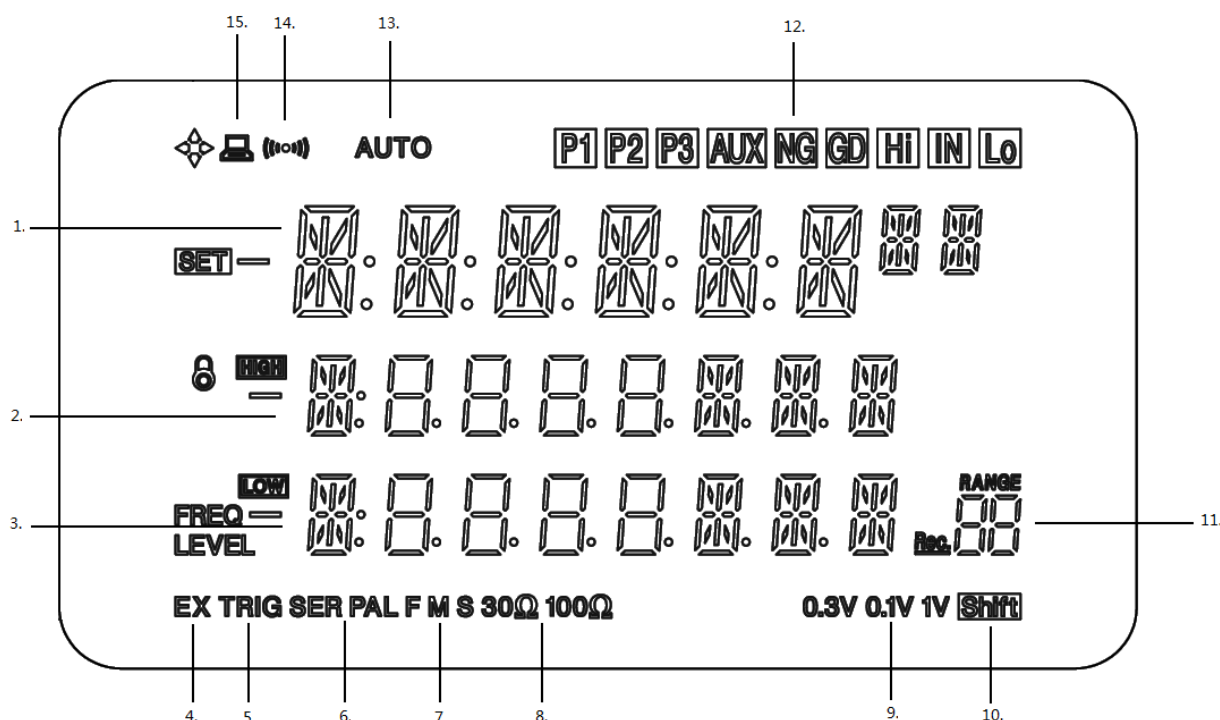 15. 14. 13. 12.
AUTO P1 P2 P3 AUX NG GD Hi IN Lo
1.
SET
HIGH
2.
LOW
RANGE
3. FREQ 11.
LEVEL Rec.
EX TRIG SER PAL F M S 30Ω 100Ω 0.3V 0.1V 1V Shift
4. 5. 6. 7. 8. 9. 10.